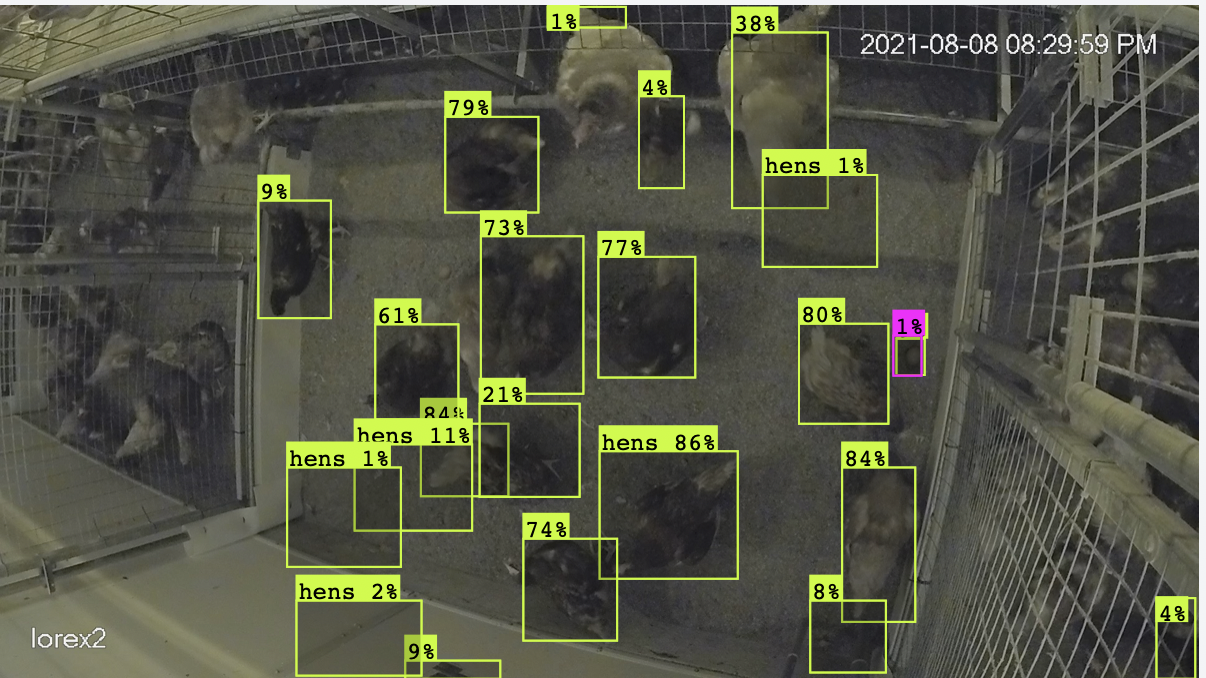 1%
38%
2021-08-08 08:29:59 PM
4%
79%
hens 1%
9%
73%
77%
61%
80%
1%
21%
84%
hens 11%
hens 86%
hens 1%
84%
74%
hens 2%
8%
4%
lorex2
9%